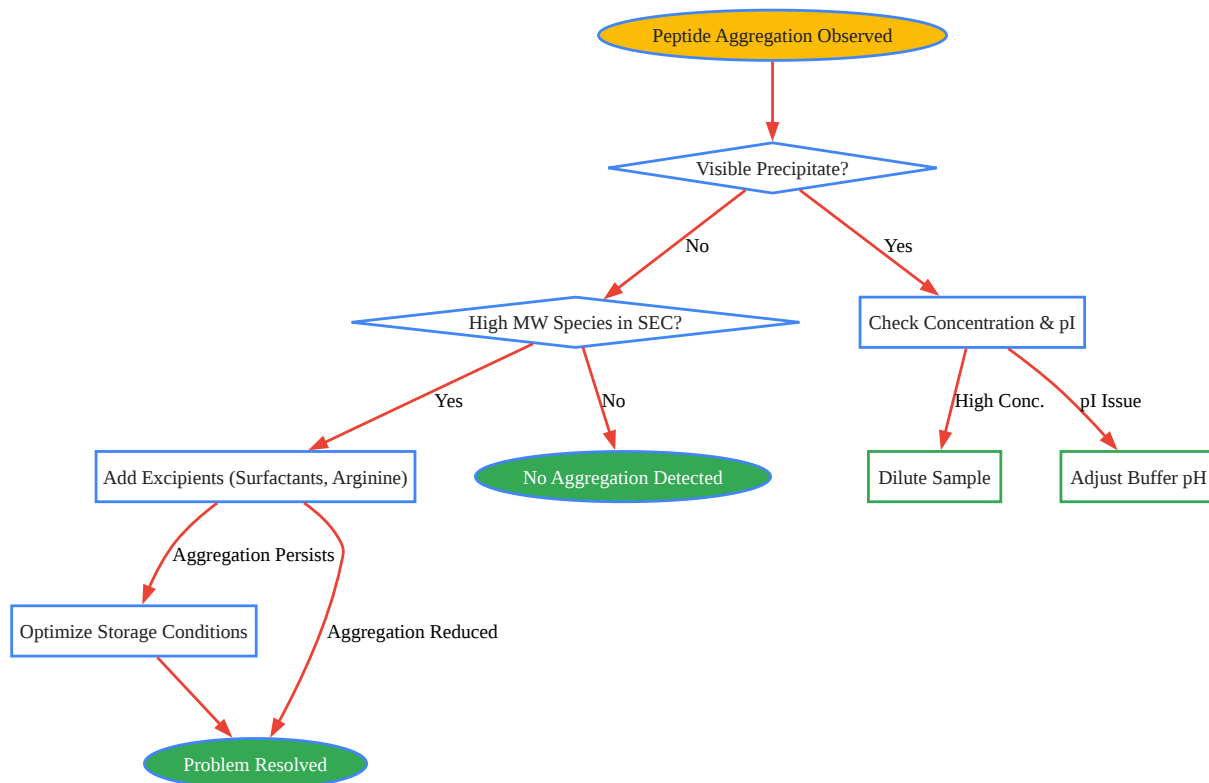 Peptide Aggregation Observed
Visible Precipitate?
No
Yes
High MW Species in SEC?
Check Concentration & pI
Yes
No
High Conc.
pI Issue
Add Excipients (Surfactants, Arginine)
No Aggregation Detected
Dilute Sample
Adjust Buffer pH
Aggregation Persists
Optimize Storage Conditions
Aggregation Reduced
Problem Resolved